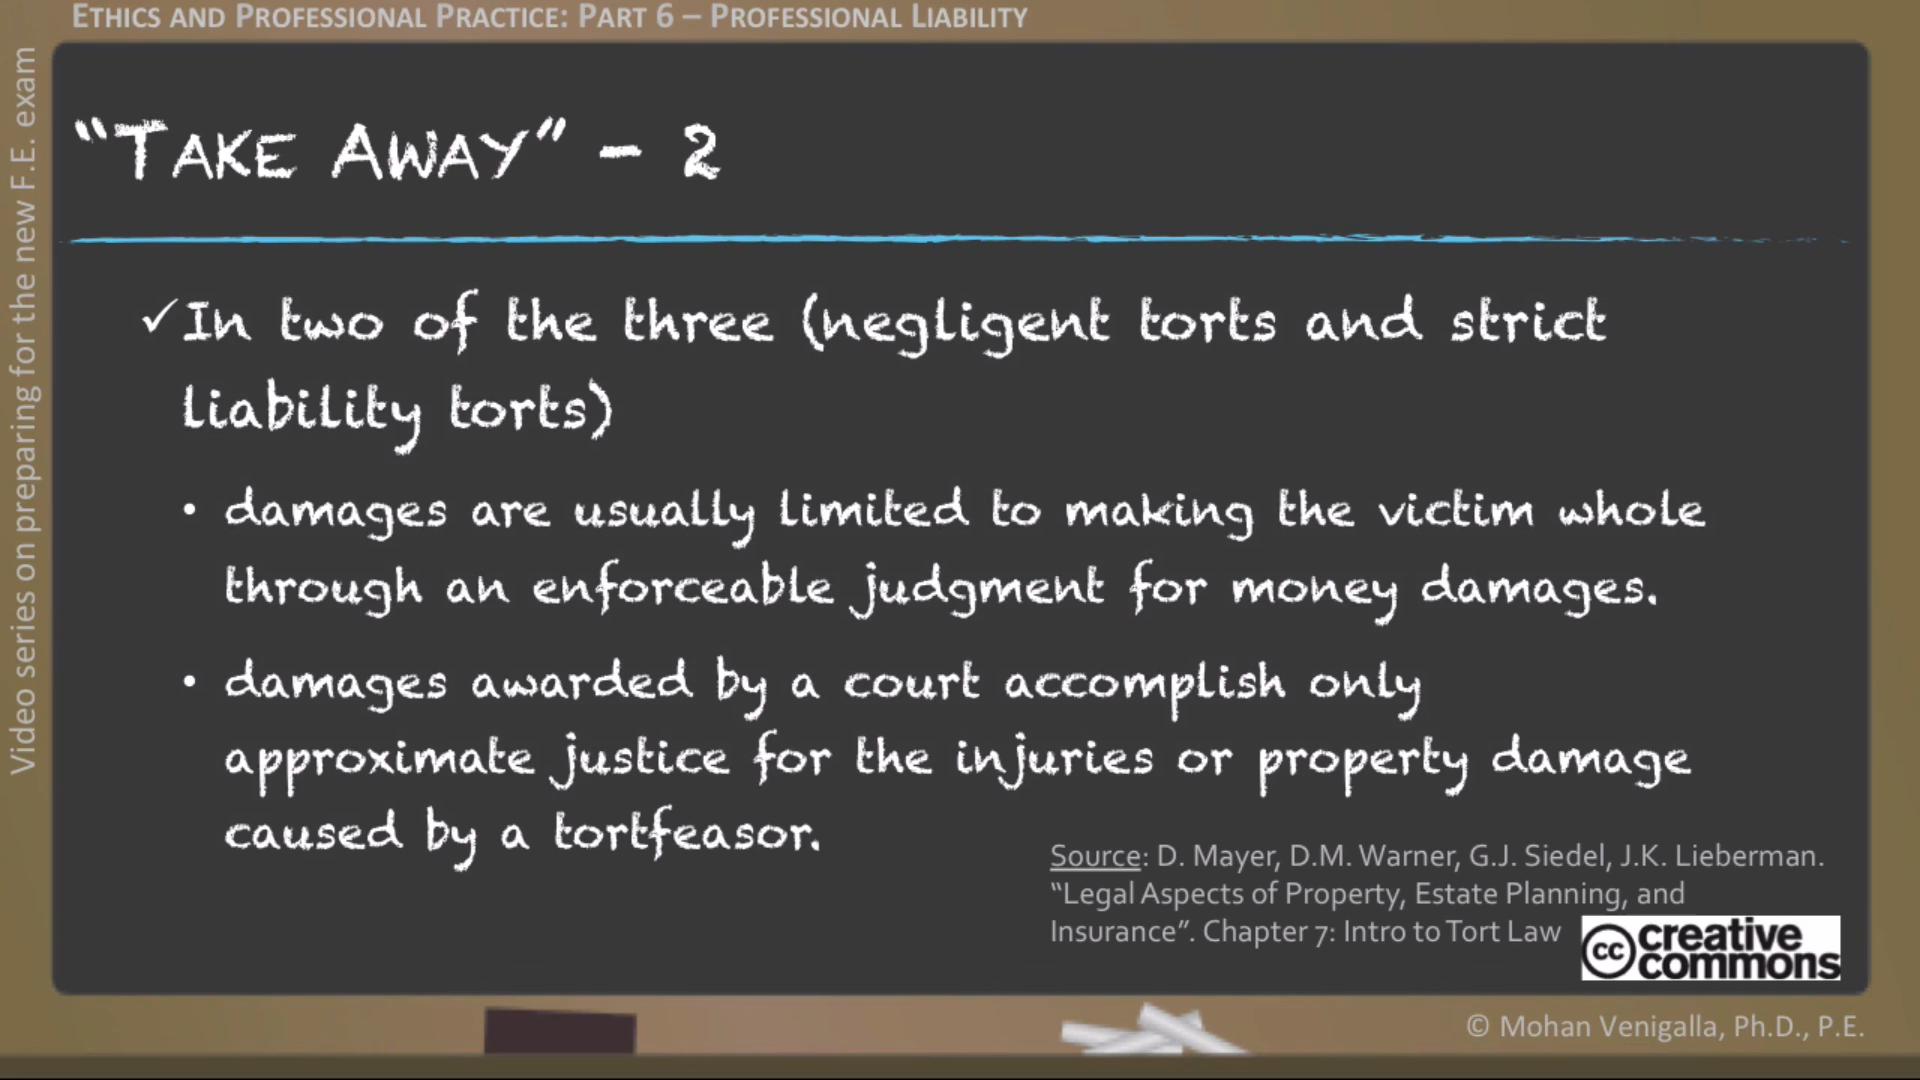 ETHICS AND PROFESSIONAL PRACTICE: PART 6 – PROFESSIONAL LIABILITY
Video series on preparing for the new F.E. exam
“TAKE AWAY” - 2
✓In two of the three (negligent torts and strict
liability torts)
• damages are usually limited to making the victim whole
through an enforceable judgment for money damages.
• damages awarded by a court accomplish only
approximate justice for the injuries or property damage
caused by a tortfeasor.
Source: D. Mayer, D.M. Warner, G.J. Siedel, J.K. Lieberman.
“Legal Aspects of Property, Estate Planning, and
Insurance”. Chapter 7: Intro to Tort Law
cc creative
commons
© Mohan Venigalla, Ph.D., P.E.